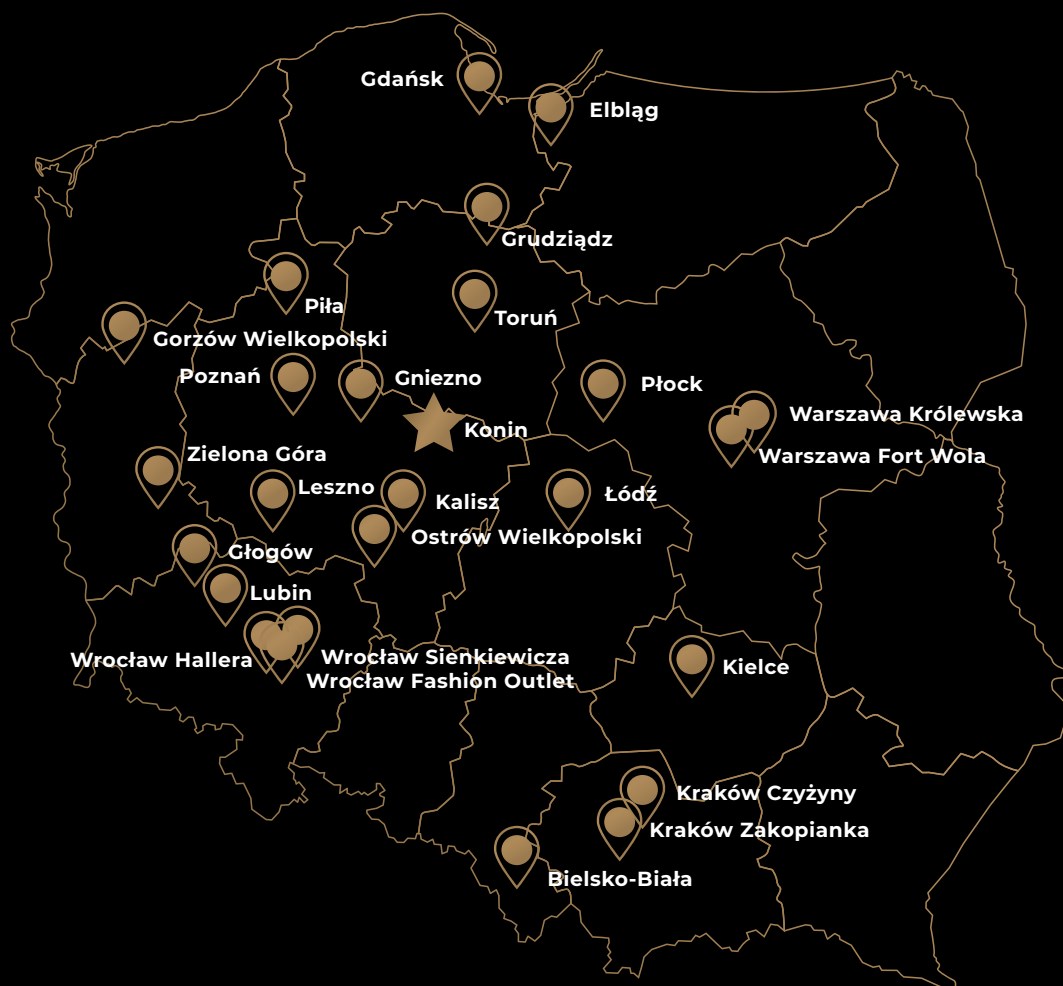 Gdańsk
Elbląg
Grudziądz
Piła
Toruń
Gorzów Wielkopolski
Poznań
Gniezno
Płock
Warszawa Królewska
Konin
Zielona Góra
Warszawa Fort Wola
Leszno
Łódź
Kalisz
Ostrów Wielkopolski
Głogów
Lubin
Wrocław Hallera
Wrocław Sienkiewicza
Kielce
Wrocław Fashion Outlet
Kraków Czyżyny
Kraków Zakopianka
Bielsko-Biała